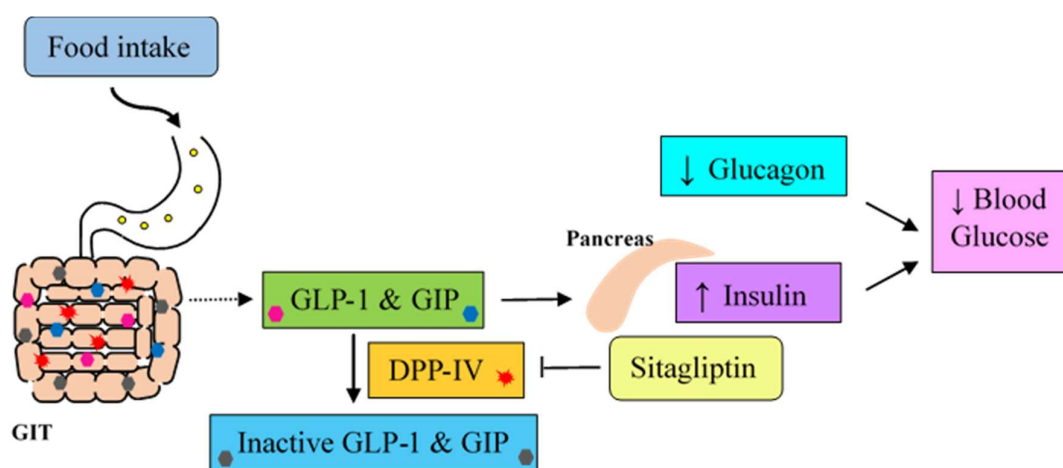 Food intake
↓ Glucagon
↓ Blood
Glucose
Pancreas
GLP-1 & GIP
↑ Insulin
DPP-IV
Sitagliptin
GIT
Inactive GLP-1 & GIP